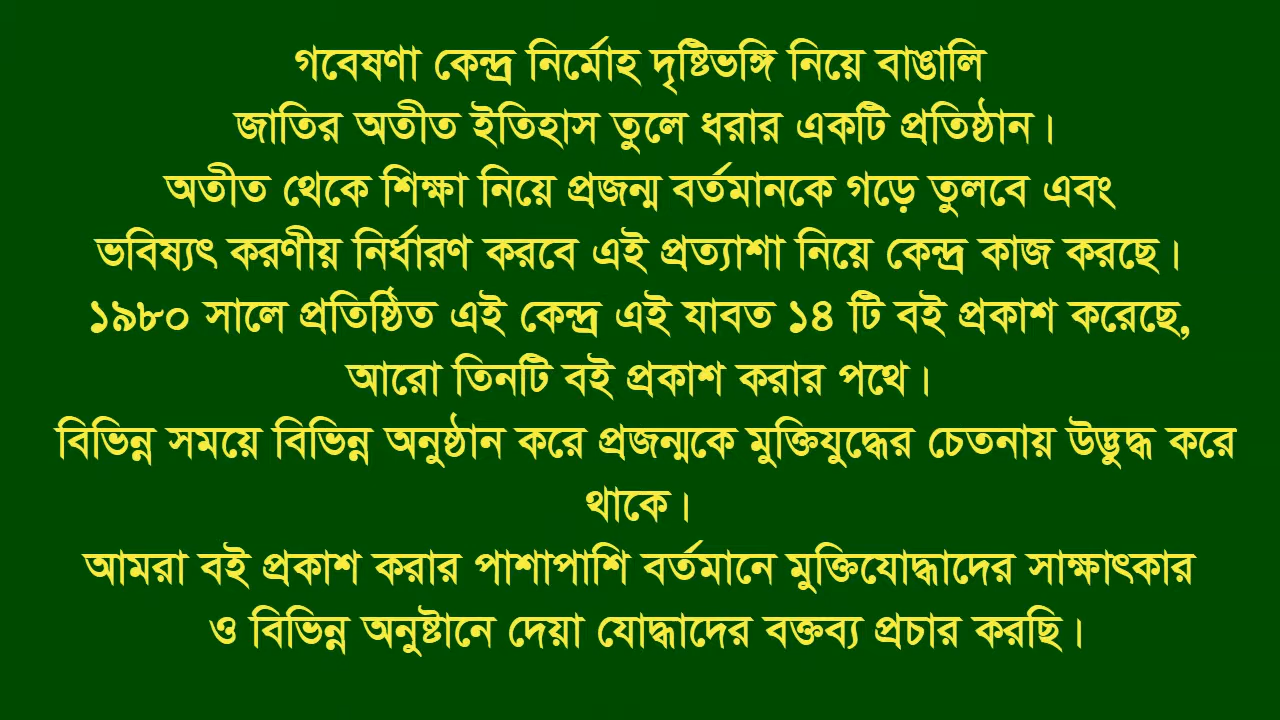 গবেষণা কেন্দ্র নির্মোহ দৃষ্টিভঙ্গি নিয়ে বাঙালি
জাতির অতীত ইতিহাস তুলে ধরার একটি প্রতিষ্ঠান।
অতীত থেকে শিক্ষা নিয়ে প্রজন্ম বর্তমানকে গড়ে তুলবে এবং
ভবিষ্যৎ করণীয় নির্ধারণ করবে এই প্রত্যাশা নিয়ে কেন্দ্র কাজ করছে।
১৯৮০ সালে প্রতিষ্ঠিত এই কেন্দ্র এই যাবত ১৪ টি বই প্রকাশ করেছে,
আরো তিনটি বই প্রকাশ করার পথে।
বিভিন্ন সময়ে বিভিন্ন অনুষ্ঠান করে প্রজন্মকে মুক্তিযুদ্ধের চেতনায় উদ্ভুদ্ধ করে
থাকে।
আমরা বই প্রকাশ করার পাশাপাশি বর্তমানে মুক্তিযোদ্ধাদের সাক্ষাৎকার
ও বিভিন্ন অনুষ্টানে দেয়া যোদ্ধাদের বক্তব্য প্রচার করছি।